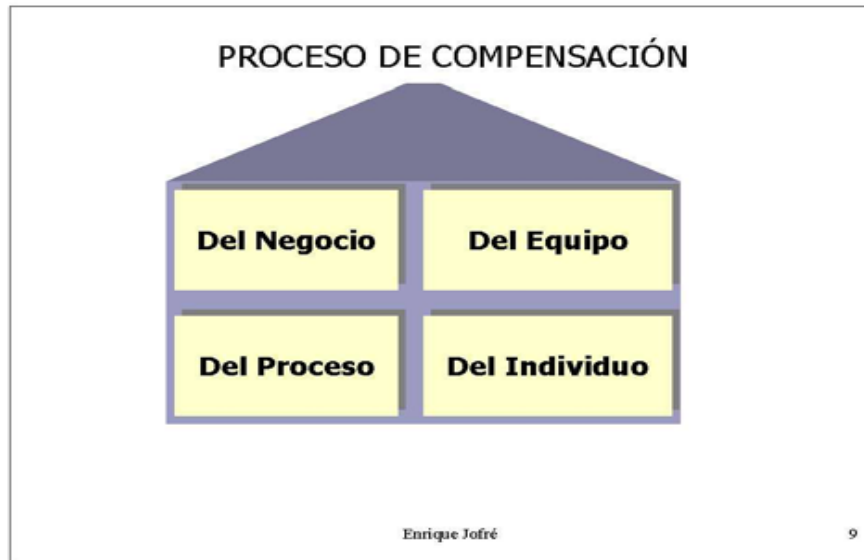 PROCESO DE COMPENSACIÓN
Del Negocio
Del Equipo
Del Proceso
Del Individuo
Enrique Jofré
9